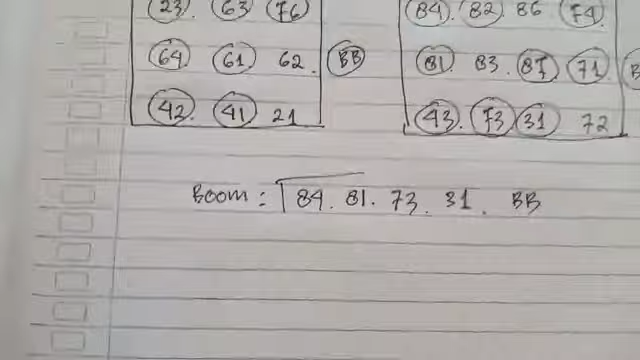 23. 63 76
64 61 62. BB
42. 41 21
84. 82. 86 74
81. 83. 87 71
43. 73 31 72
Boom: 84. 81. 73. 31. BB